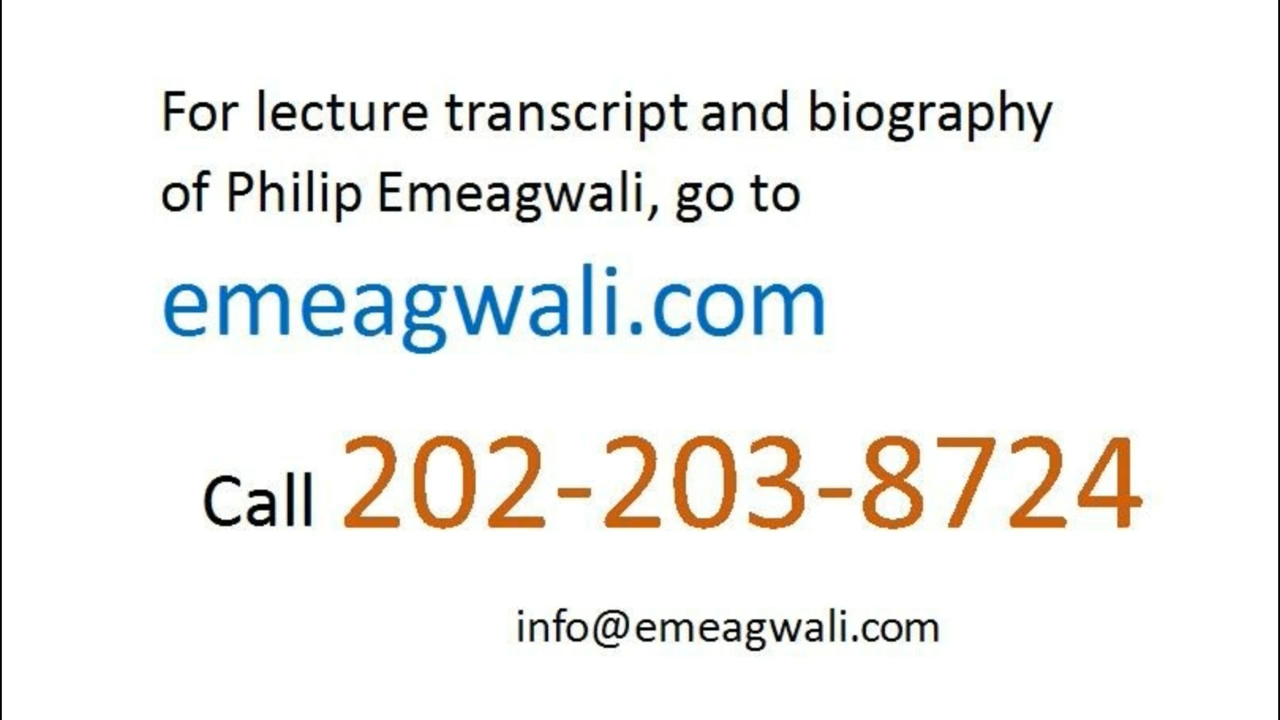 For lecture transcript and biography
of Philip Emeagwali, go to
emeagwali.com
Call 202-203-8724
info@emeagwali.com